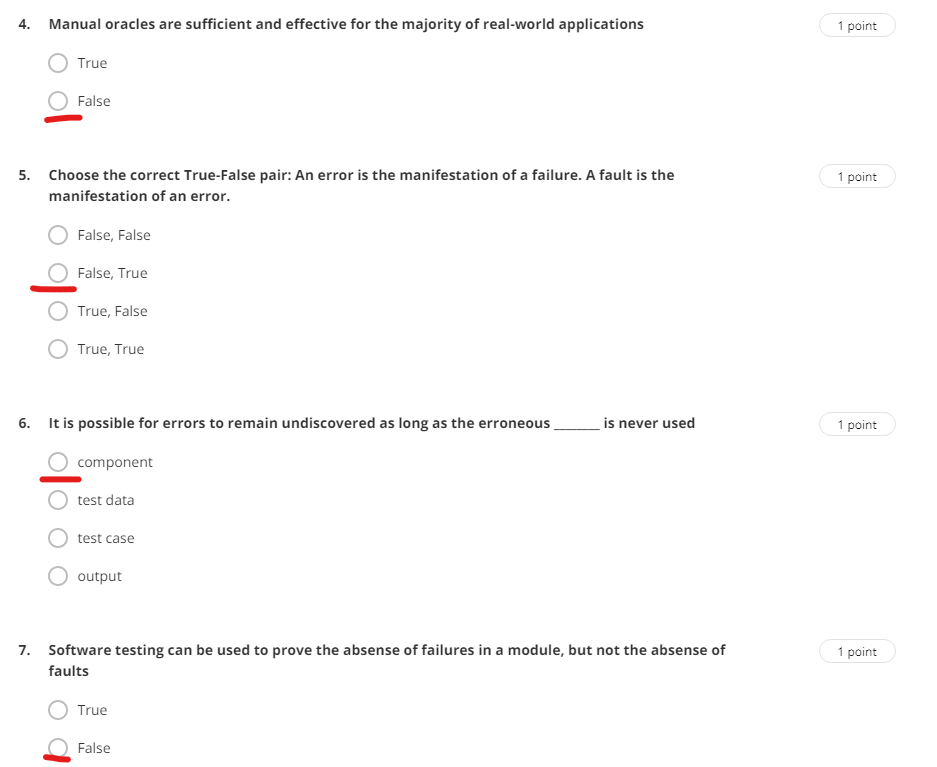 4. Manual oracles are sufficient and effective for the majority of real-world applications 1 point
True
False
5. Choose the correct True-False pair: An error is the manifestation of a failure. A fault is the 1 point
manifestation of an error.
False, False
False, True
True, False
True, True
6. It is possible for errors to remain undiscovered as long as the erroneous ______ is never used 1 point
component
test data
test case
output
7. Software testing can be used to prove the absense of failures in a module, but not the absense of 1 point
faults
True
False